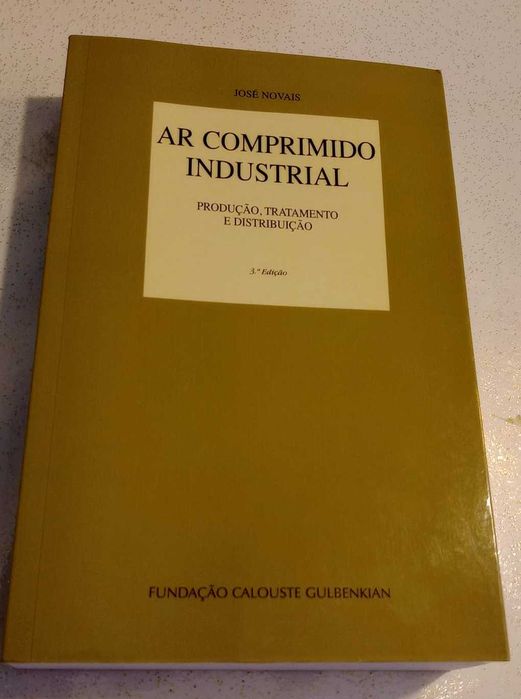 JOSÉ NOVAIS
AR COMPRIMIDO
INDUSTRIAL
PRODUÇÃO, TRATAMENTO
E DISTRIBUIÇÃO
3.ª Edição
FUNDAÇÃO CALOUSTE GULBENKIAN